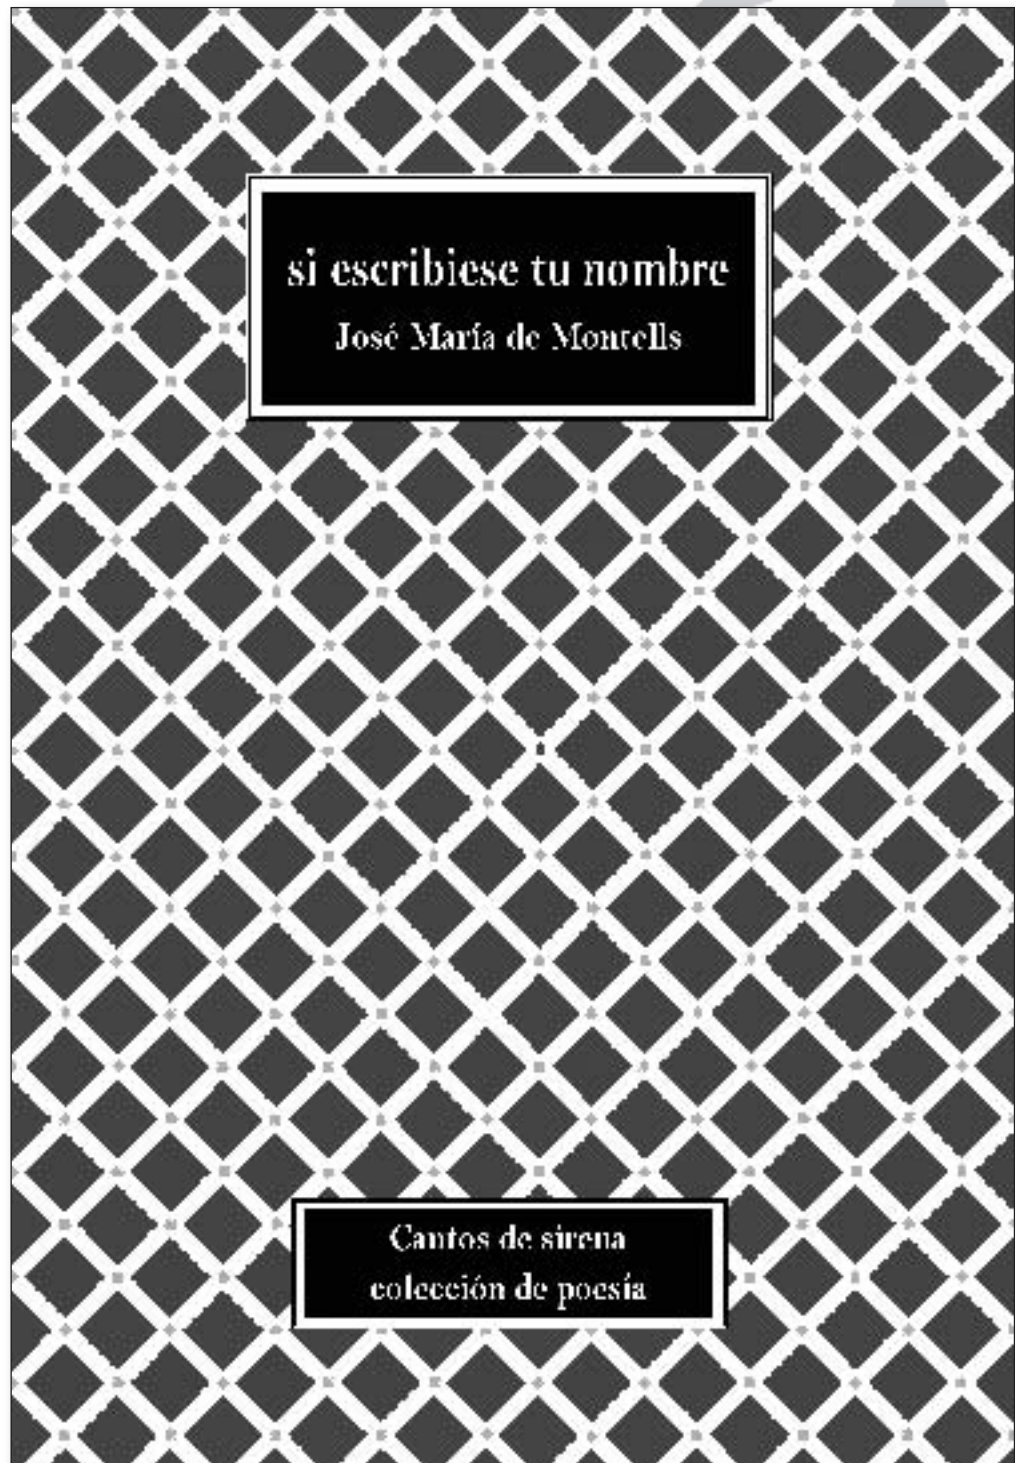 si escribiese tu nombre
José María de Montells
Cantos de sirena
colección de poesía